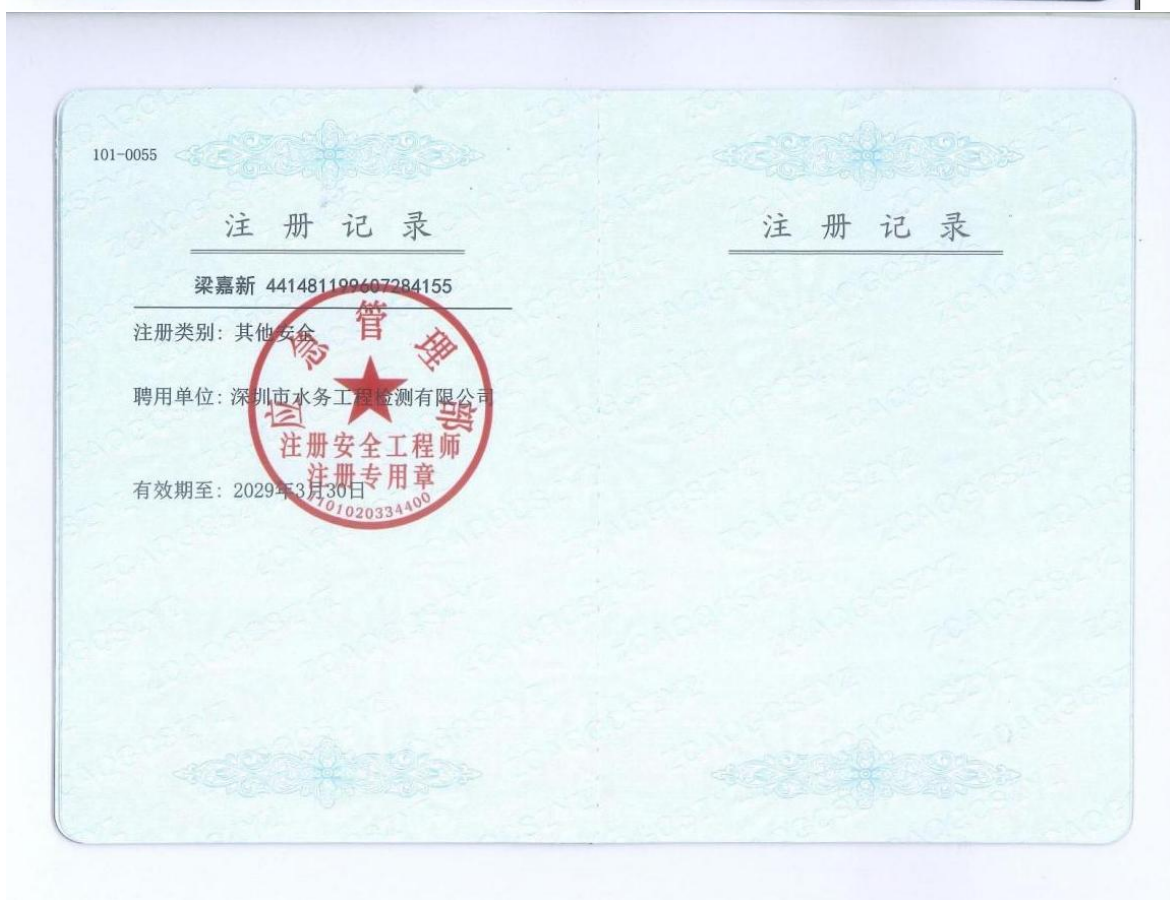 101-0055
注册记录
梁嘉新 441481199607284155
注册类别：其他安全
聘用单位：深圳市水务工程检测有限公司
有效期至：2029年3月30日
应急管理部
注册安全工程师
注册专用章
1101020334400
注册记录